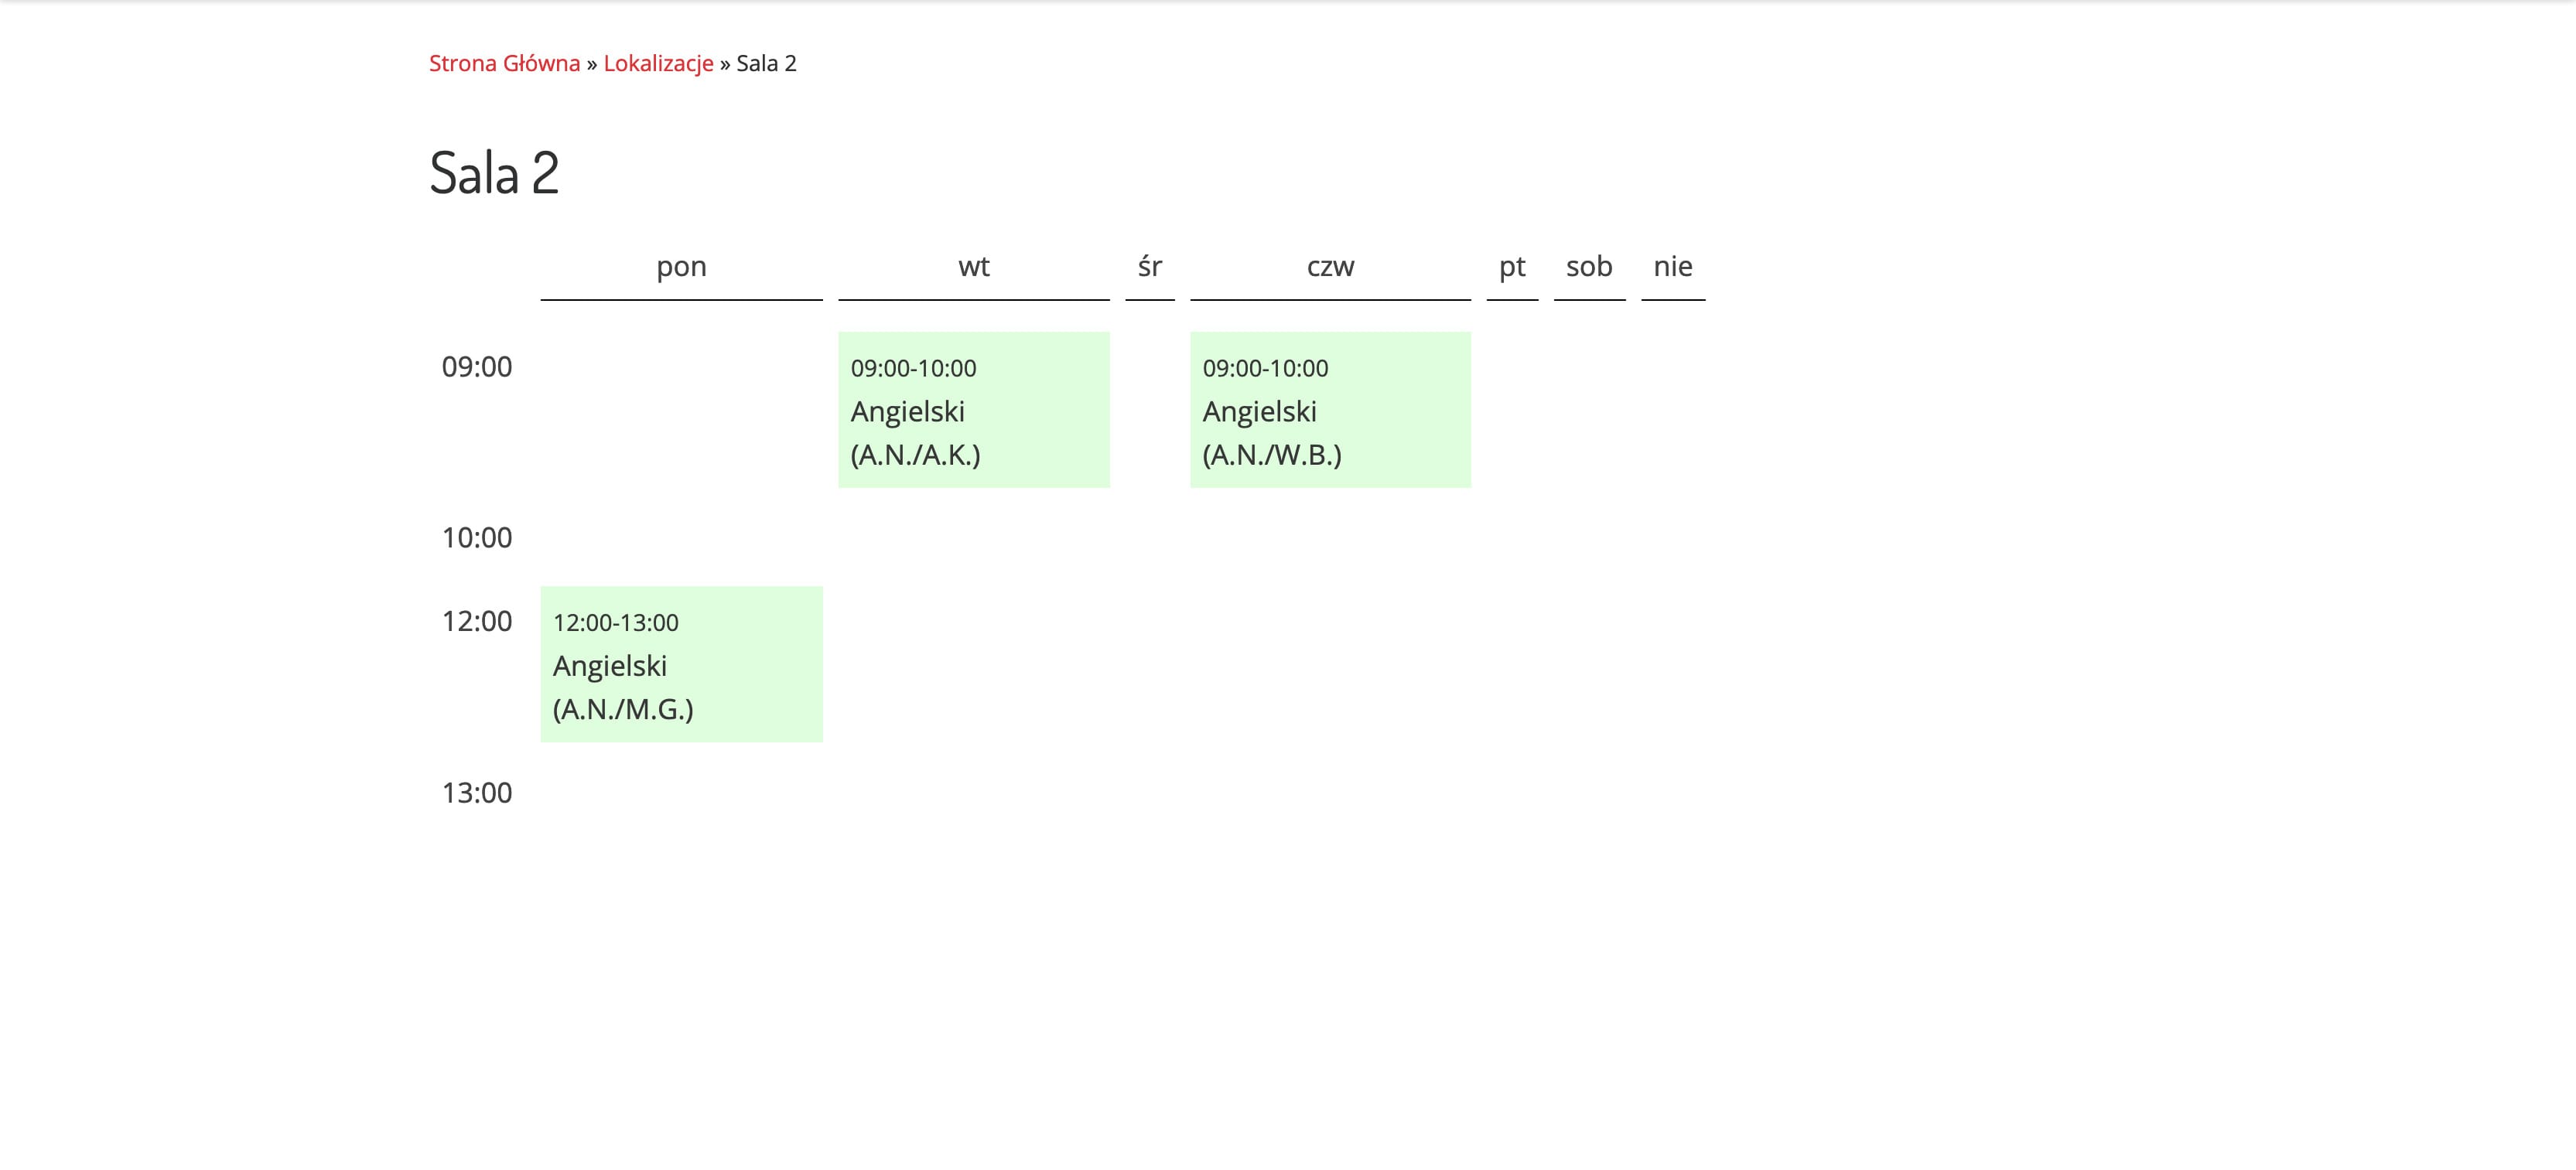 Strona Główna » Lokalizacje » Sala 2
Sala 2
pon wt śr czw pt sob nie
09:00
09:00-10:00
Angielski
(A.N./A.K.)
09:00-10:00
Angielski
(A.N./W.B.)
10:00
12:00
12:00-13:00
Angielski
(A.N./M.G.)
13:00